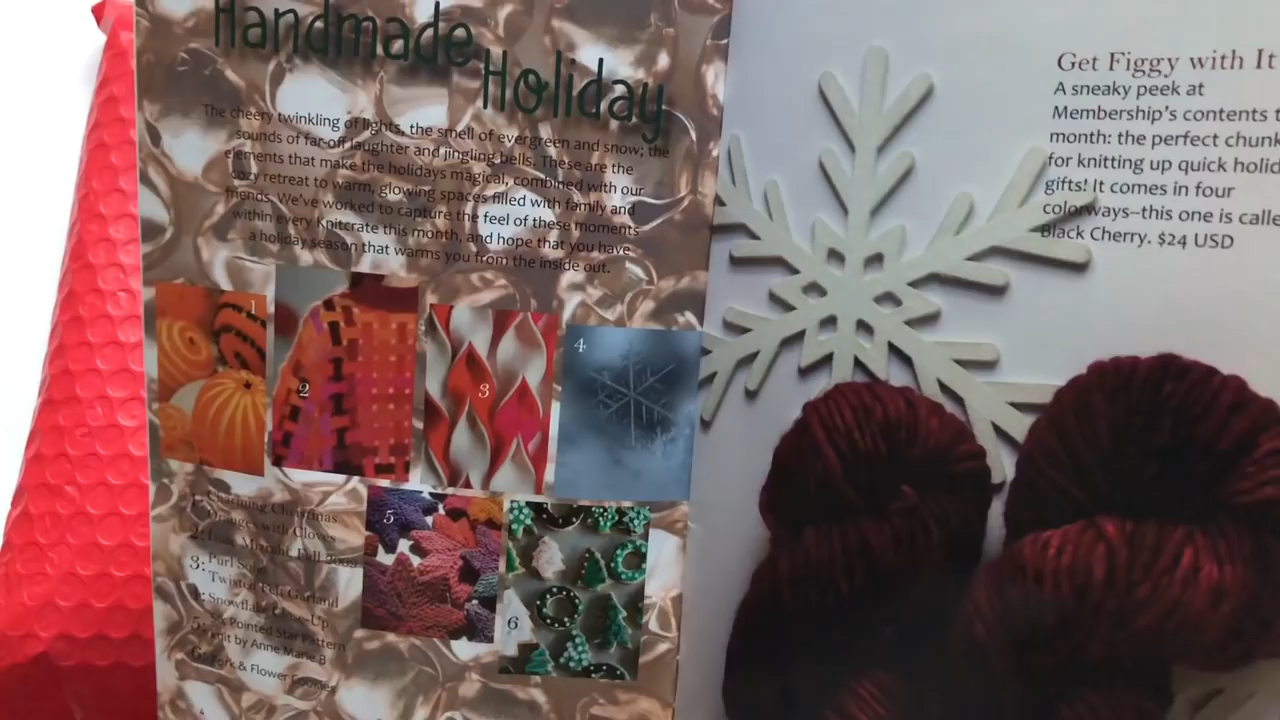 Handmade
Holiday
The cheery twinkling of lights, the smell of evergreen and snow; the
sounds of far-off laughter and jingling bells. These are the
elements that make the holidays magical, combined with our
cozy retreat to warm, glowing spaces filled with family and
friends. We've worked to capture the feel of these moments
within every Knitcrate this month, and hope that you have
a holiday season that warms you from the inside out.
1
2
3
4
5
6
1: Charming Christmas
Oranges with Cloves
2: Fall 2009
3: Purl Soho
Twisted Felt Garland
4: Snowflake Close-Up
5: Six Pointed Star Pattern
knit by Anne Marie B
6: Fork & Flower Cookies
4
Get Figgy with It
A sneaky peek at
Membership's contents t
month: the perfect chunk
for knitting up quick holid
gifts! It comes in four
colorways–this one is calle
Black Cherry. $24 USD